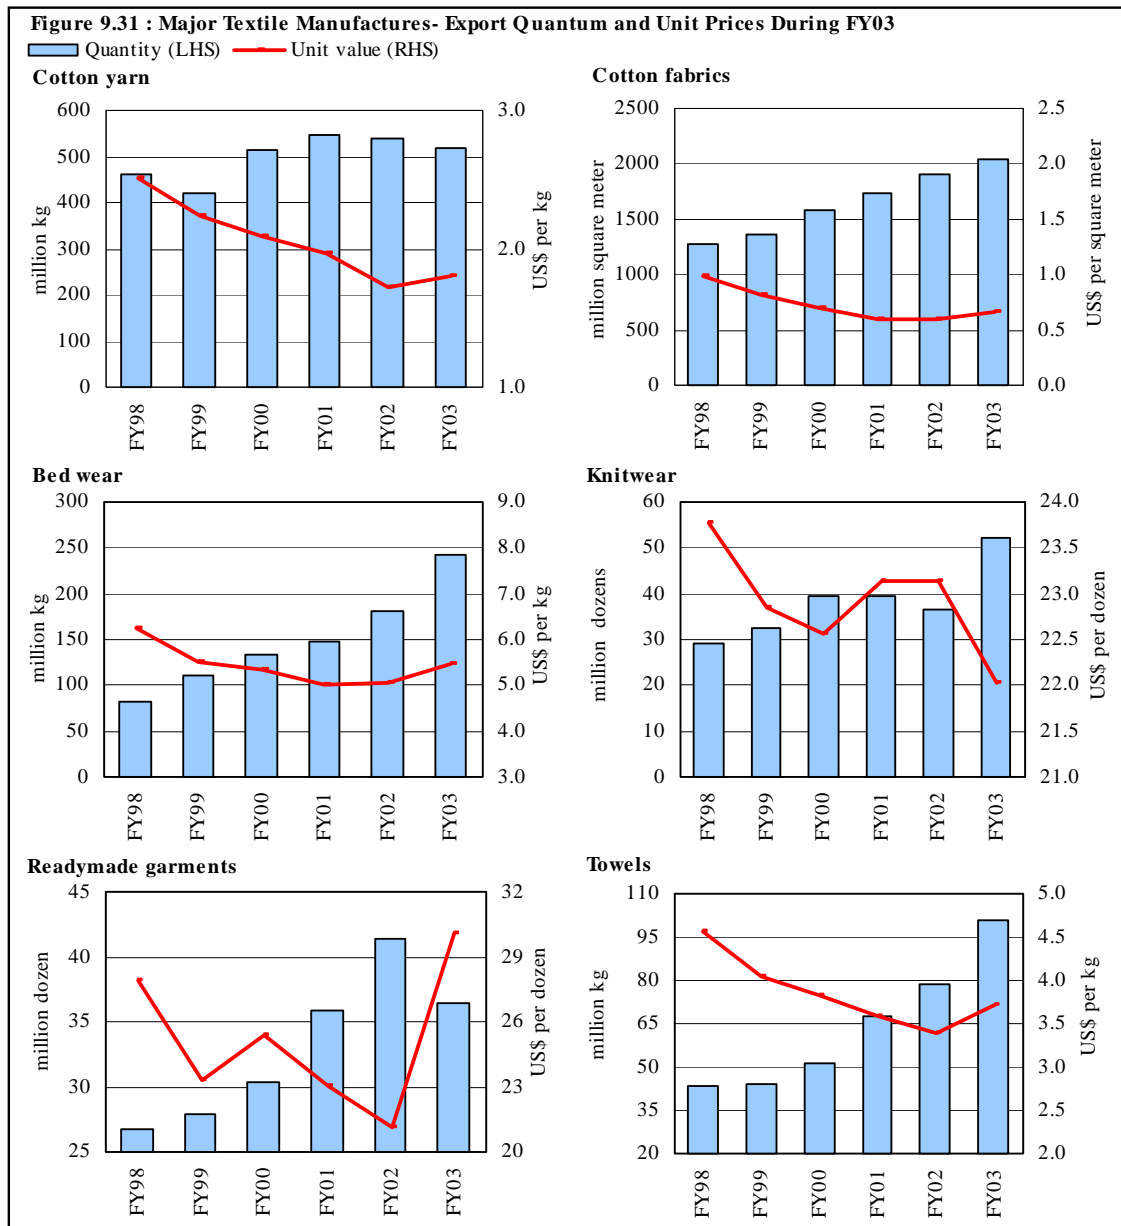 Figure 9.31 : Major Textile Manufactures- Export Quantum and Unit Prices During FY03
Quantity (LHS) Unit value (RHS)
Cotton yarn
600
500
400
300
200
100
0
million kg
3.0
2.0
1.0
US$ per kg
FY98 FY99 FY00 FY01 FY02 FY03
Cotton fabrics
2500
2000
1500
1000
500
0
million square meter
2.5
2.0
1.5
1.0
0.5
0.0
US$ per square meter
FY98 FY99 FY00 FY01 FY02 FY03
Bed wear
300
250
200
150
100
50
0
million kg
9.0
8.0
7.0
6.0
5.0
4.0
3.0
US$ per kg
FY98 FY99 FY00 FY01 FY02 FY03
Knitwear
60
50
40
30
20
10
0
million dozens
24.0
23.5
23.0
22.5
22.0
21.5
21.0
US$ per dozen
FY98 FY99 FY00 FY01 FY02 FY03
Readymade garments
45
40
35
30
25
million dozen
32
29
26
23
20
US$ per dozen
FY98 FY99 FY00 FY01 FY02 FY03
Towels
110
95
80
65
50
35
20
million kg
5.0
4.5
4.0
3.5
3.0
2.5
2.0
US$ per kg
FY98 FY99 FY00 FY01 FY02 FY03